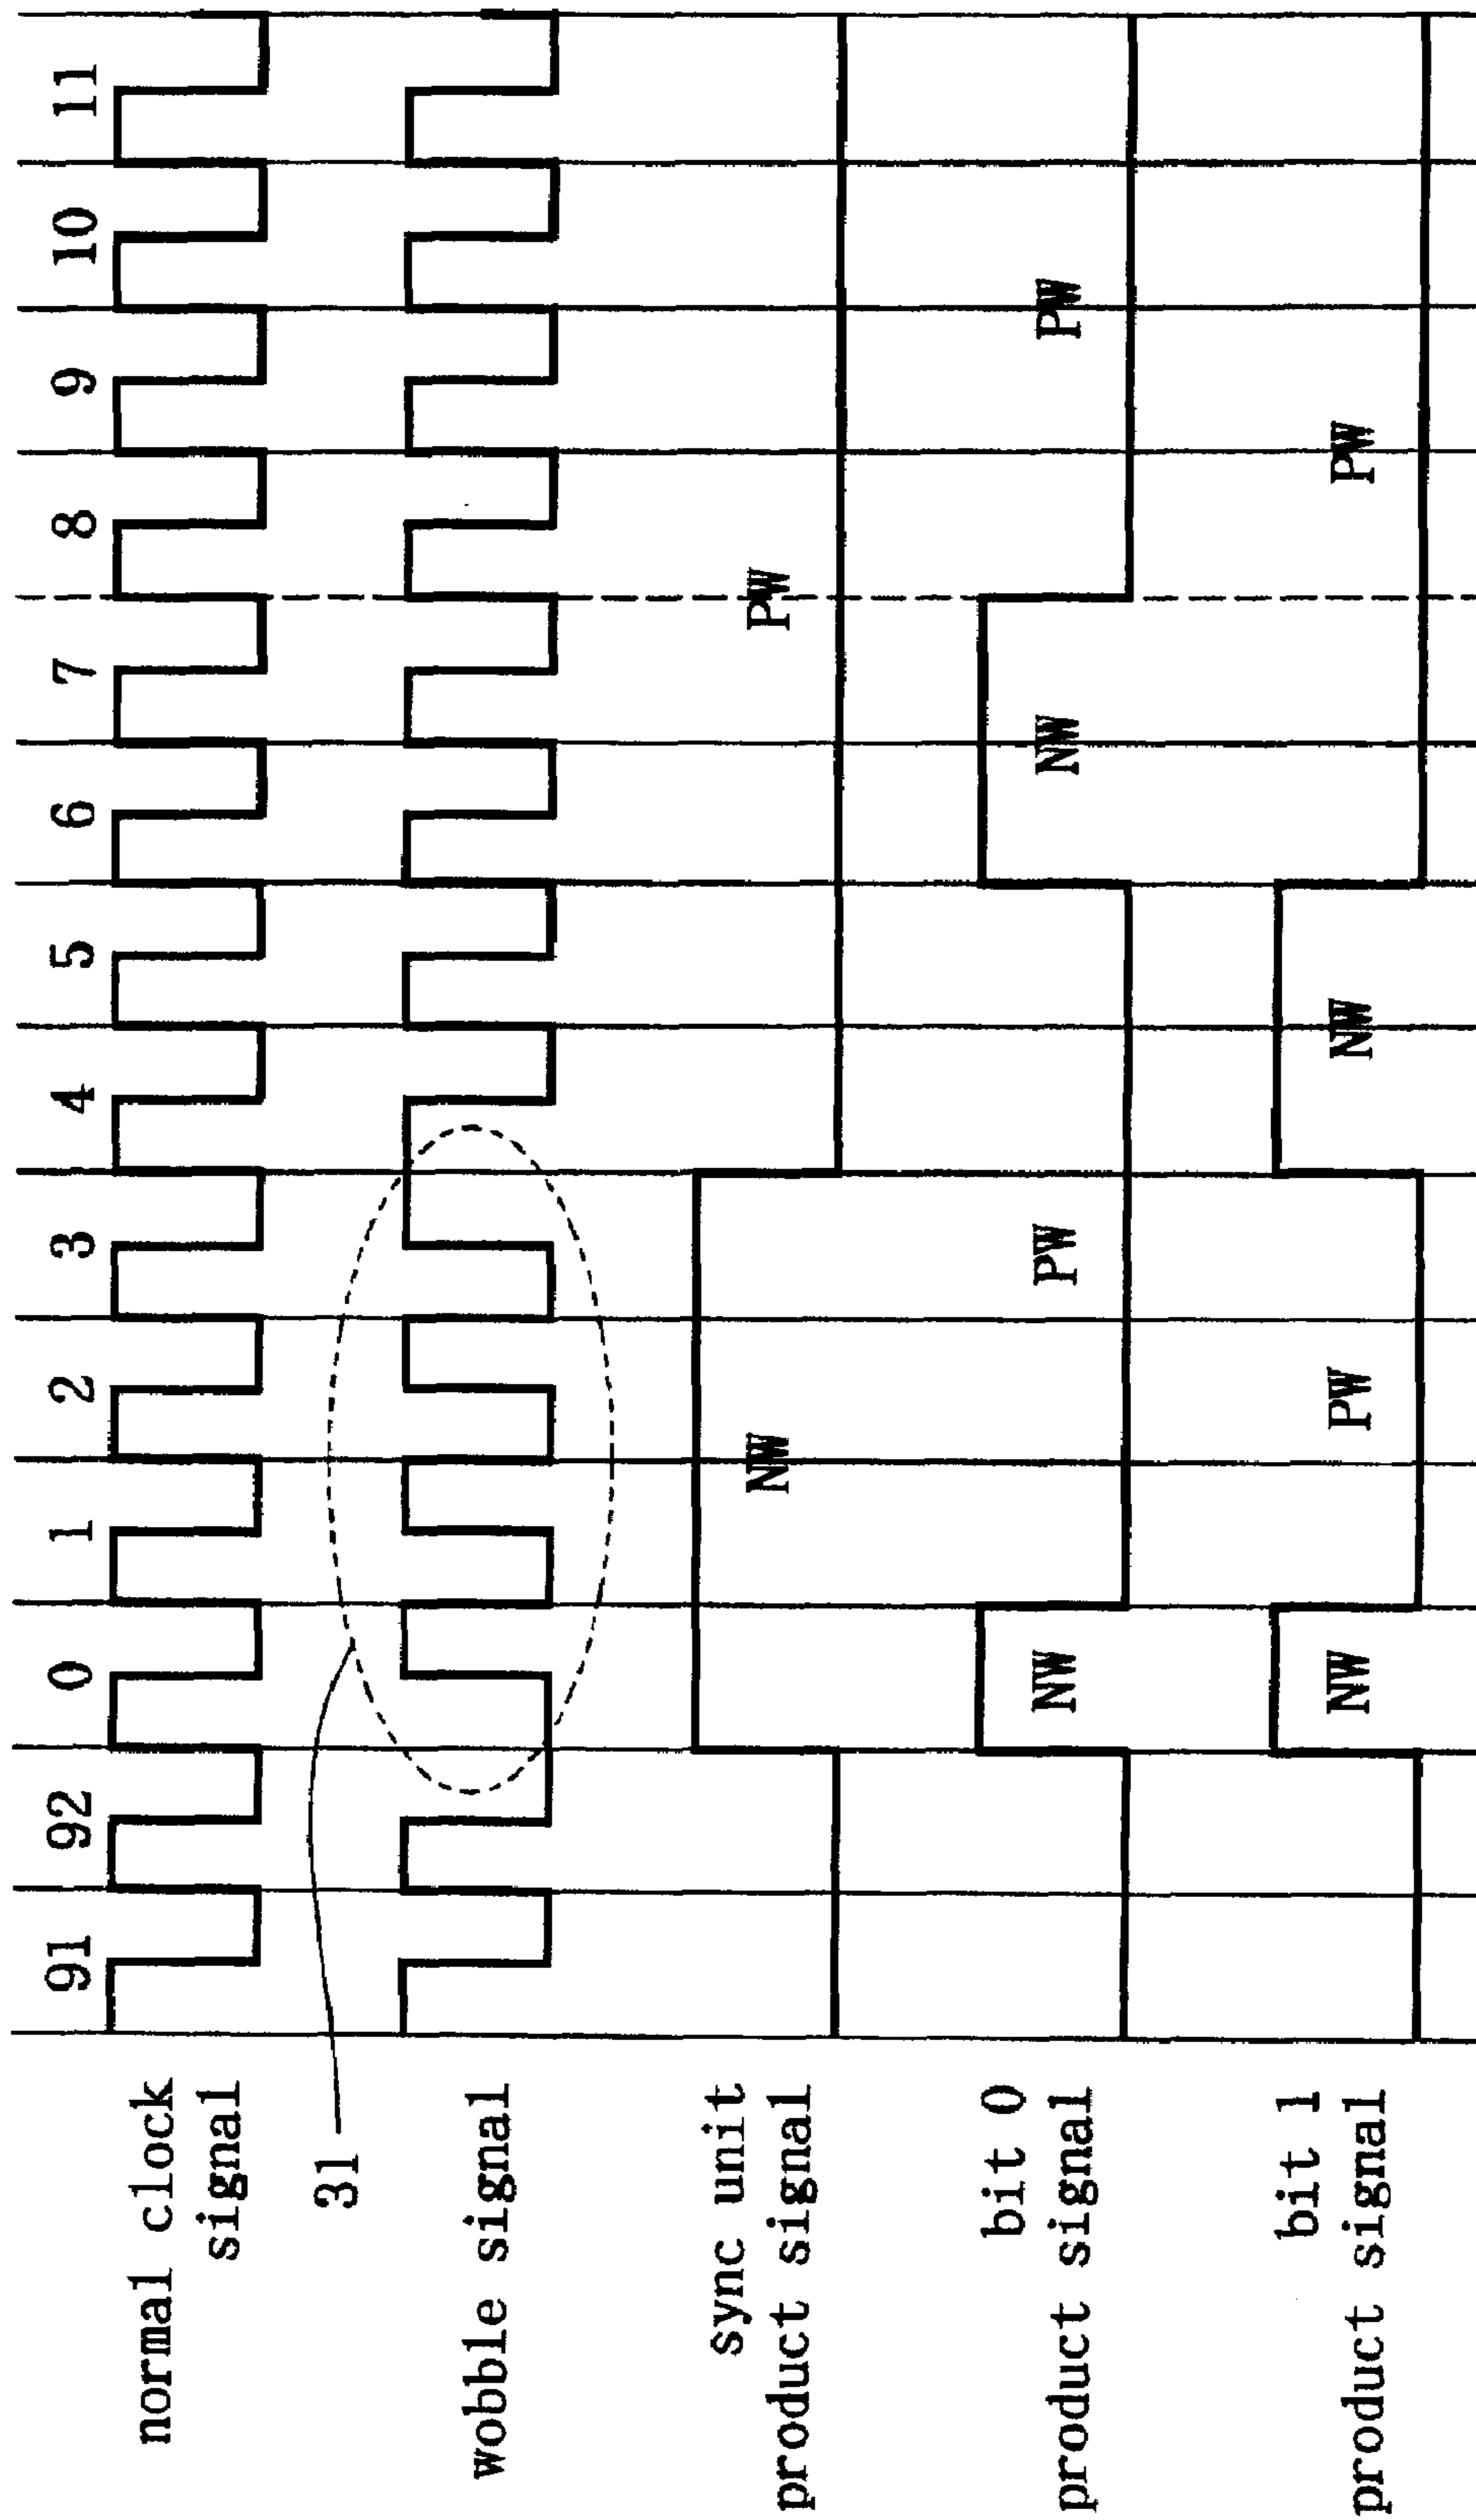 91 92 0 1 2 3 4 5 6 7 8 9 10 11
normal clock
signal
31
wobble signal
sync unit
product signal
NW PW
bit 0
product signal
NW PW NW PW
bit 1
product signal
NW PW NW PW